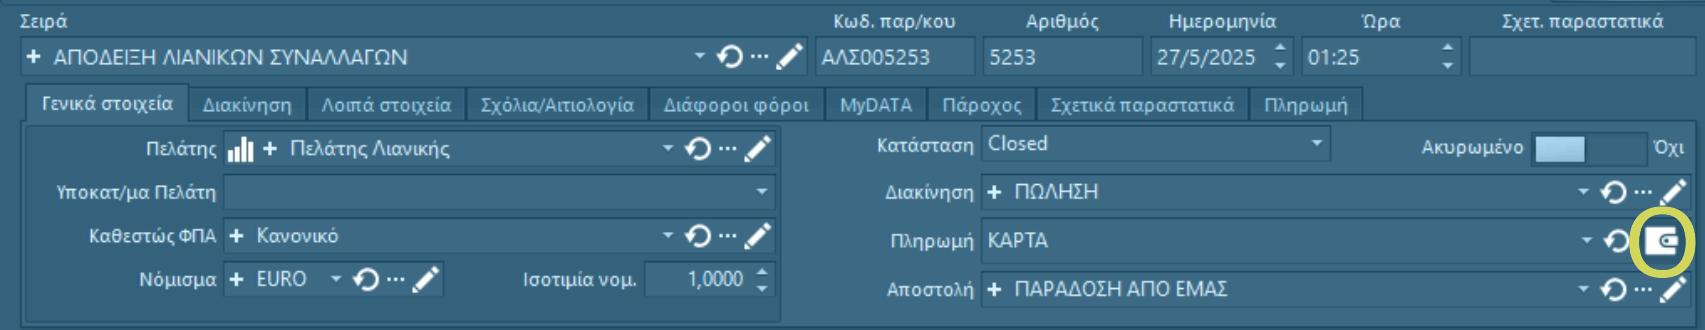 Σειρά Κωδ. παρ/κου Αριθμός Ημερομηνία Ώρα Σχετ. παραστατικά
ΑΠΟΔΕΙΞΗ ΛΙΑΝΙΚΩΝ ΣΥΝΑΛΛΑΓΩΝ ΑΛΣ005253 5253 27/5/2025 01:25
Γενικά στοιχεία Διακίνηση Λοιπά στοιχεία Σχόλια/Αιτιολογία Διάφοροι φόροι MyDATA Πάροχος Σχετικά παραστατικά Πληρωμή
Πελάτης Πελάτης Λιανικής Κατάσταση Closed Ακυρωμένο Όχι
Υποκατ/μα Πελάτη Διακίνηση ΠΩΛΗΣΗ
Καθεστώς ΦΠΑ Κανονικό Πληρωμή ΚΑΡΤΑ
Νόμισμα EURO Ισοτιμία νομ. 1,0000 Αποστολή ΠΑΡΑΔΟΣΗ ΑΠΟ ΕΜΑΣ